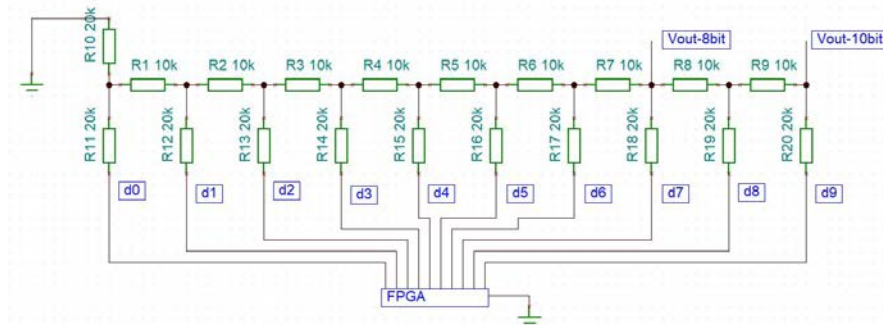 Vout-8bit
Vout-10bit
R10 20k
R1 10k
R2 10k
R3 10k
R4 10k
R5 10k
R6 10k
R7 10k
R8 10k
R9 10k
R11 20k
R12 20k
R13 20k
R14 20k
R15 20k
R16 20k
R17 20k
R18 20k
R19 20k
R20 20k
d0
d1
d2
d3
d4
d5
d6
d7
d8
d9
FPGA